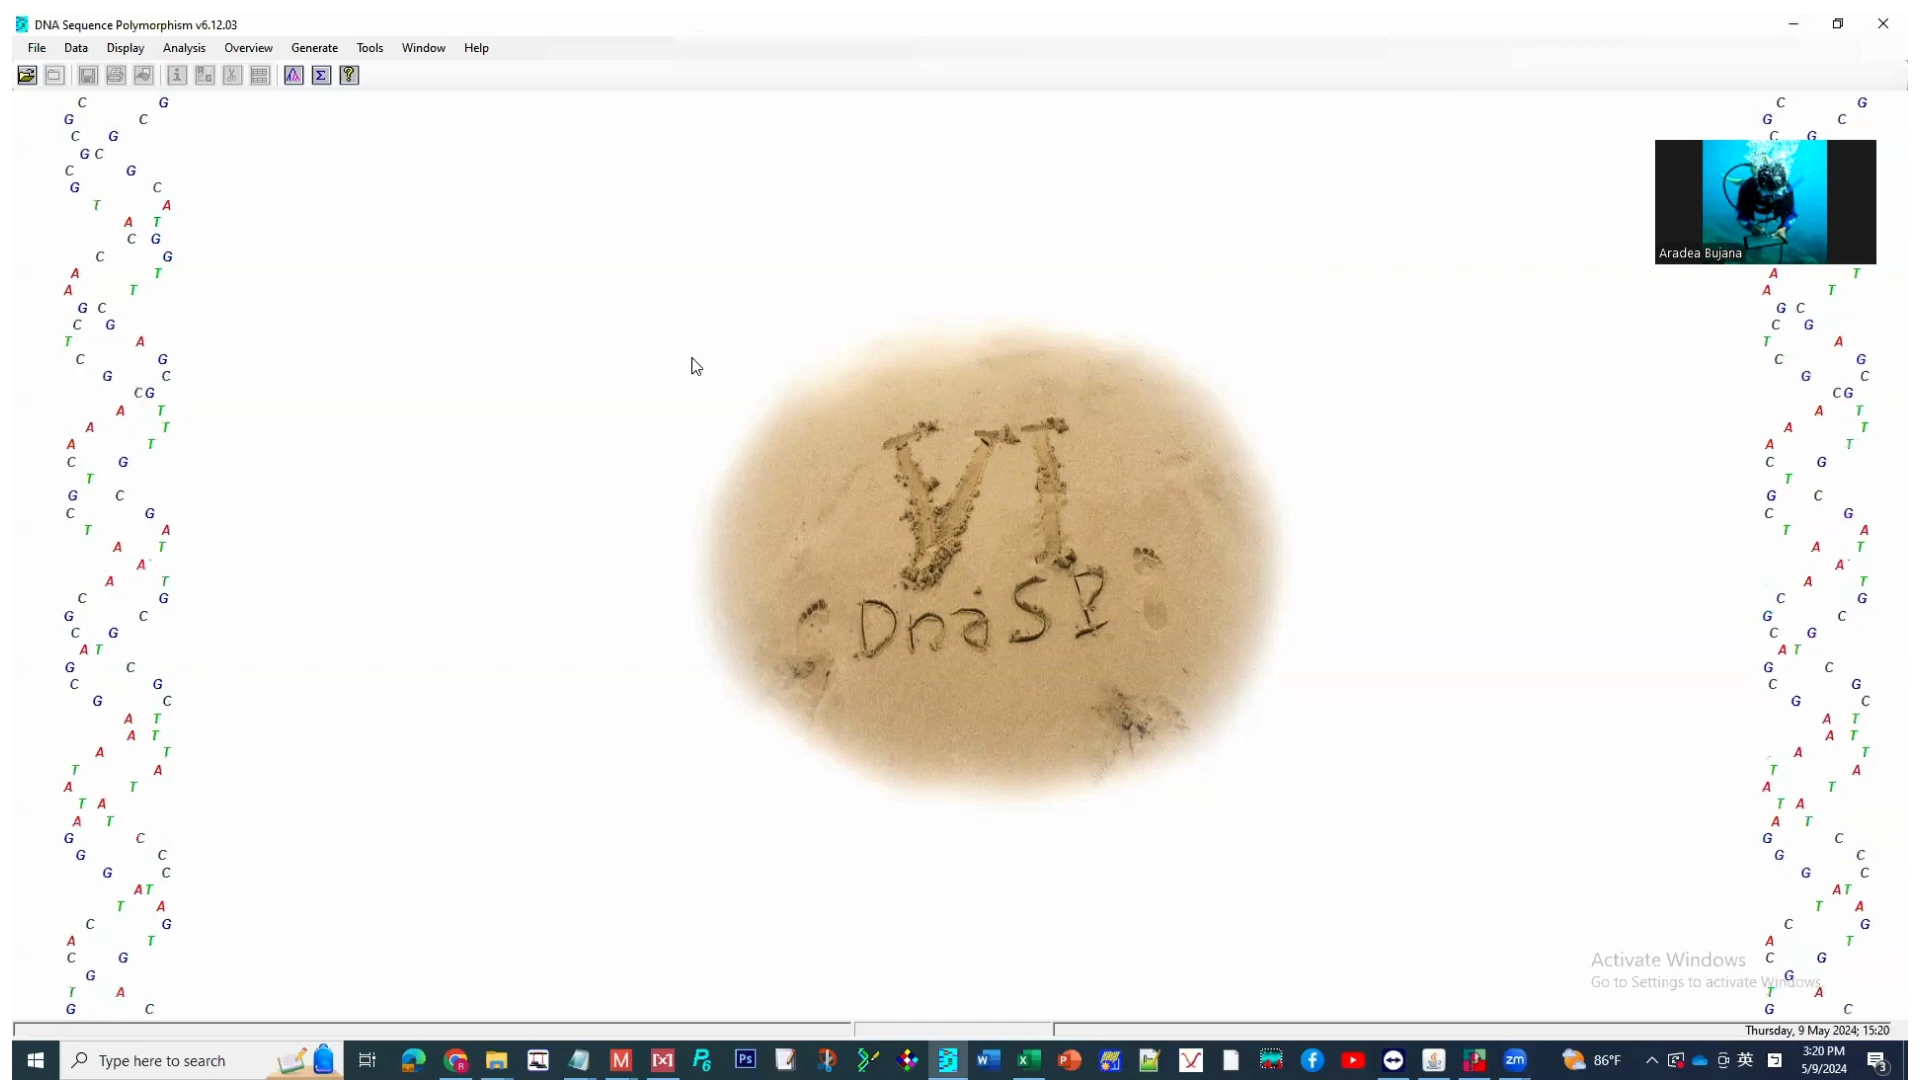 DNA Sequence Polymorphism v6.12.03
File Data Display Analysis Overview Generate Tools Window Help
Aradea Bujana
VI
DnaSP
Activate Windows
Go to Settings to activate Windows.
Thursday, 9 May 2024; 15:20
Type here to search
86°F
英
3:20 PM
5/9/2024